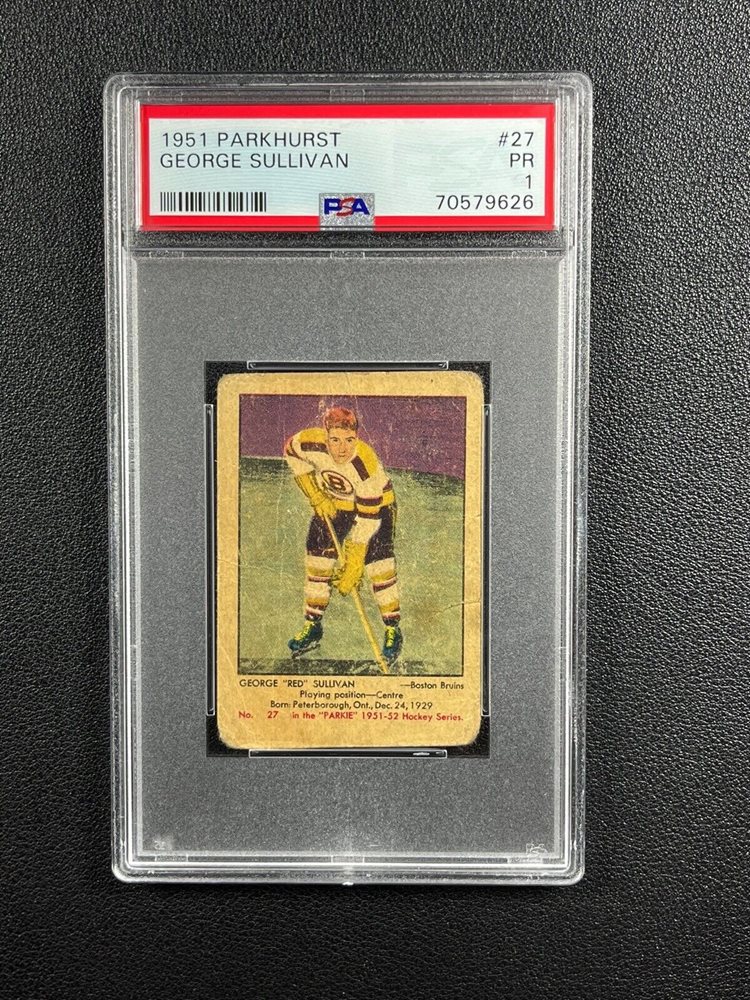 1951 PARKHURST #27
GEORGE SULLIVAN PR
1
PSA 70579626
B
GEORGE "RED" SULLIVAN —Boston Bruins
Playing position—Centre
Born: Peterborough, Ont., Dec. 24, 1929
No. 27 in the "PARKIE" 1951-52 Hockey Series.